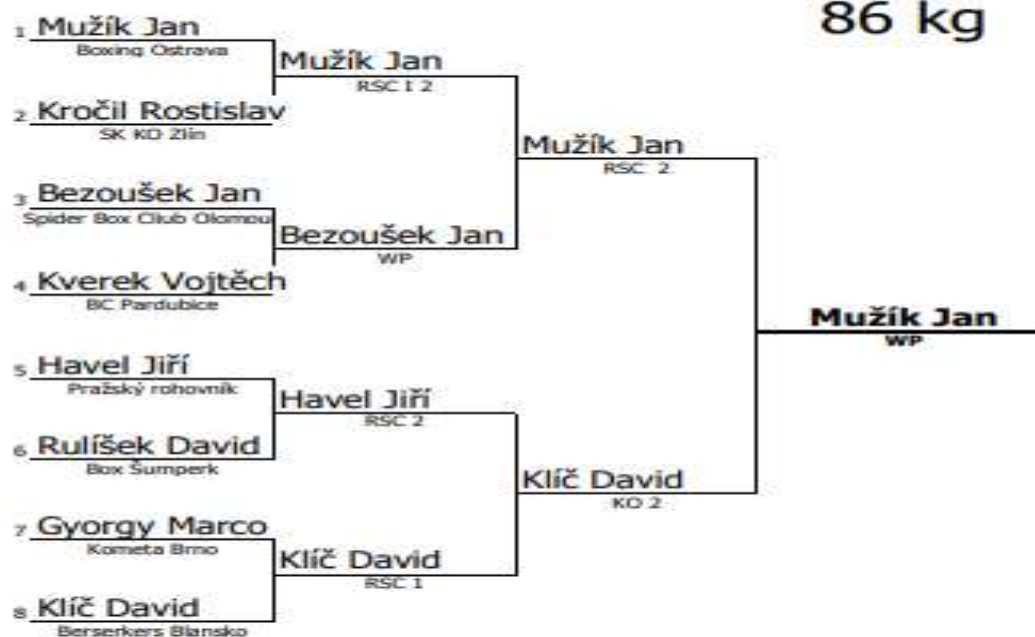 86 kg
1 Mužík Jan
Boxing Ostrava
2 Kročil Rostislav
SK KO Zlín
3 Bezoušek Jan
Spider Box Club Olomou
4 Kverek Vojtěch
BC Pardubice
5 Havel Jiří
Pražský rohovník
6 Rulíšek David
Box Šumperk
7 Gyorgy Marco
Kometa Brno
8 Klíč David
Berserkers Blansko
Mužík Jan
RSC I 2
Bezoušek Jan
WP
Havel Jiří
RSC 2
Klíč David
RSC 1
Mužík Jan
RSC 2
Klíč David
KO 2
Mužík Jan
WP